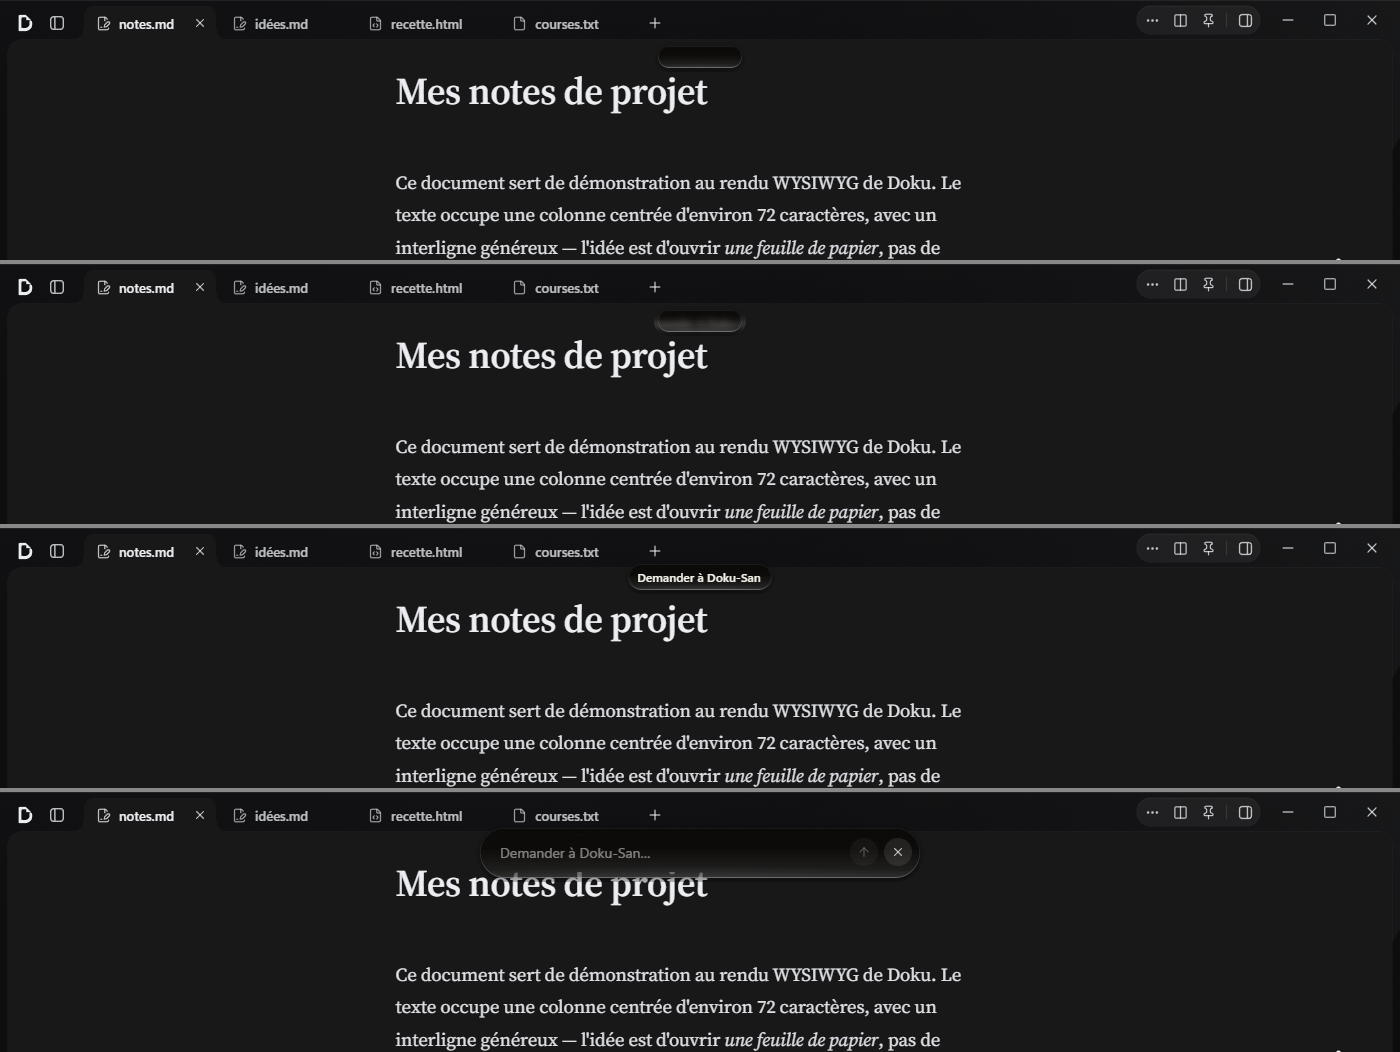 notes.md idées.md recette.html courses.txt
Mes notes de projet
Ce document sert de démonstration au rendu WYSIWYG de Doku. Le
texte occupe une colonne centrée d'environ 72 caractères, avec un
interligne généreux — l'idée est d'ouvrir une feuille de papier, pas de
notes.md idées.md recette.html courses.txt
Mes notes de projet
Ce document sert de démonstration au rendu WYSIWYG de Doku. Le
texte occupe une colonne centrée d'environ 72 caractères, avec un
interligne généreux — l'idée est d'ouvrir une feuille de papier, pas de
notes.md idées.md recette.html courses.txt
Demander à Doku-San
Mes notes de projet
Ce document sert de démonstration au rendu WYSIWYG de Doku. Le
texte occupe une colonne centrée d'environ 72 caractères, avec un
interligne généreux — l'idée est d'ouvrir une feuille de papier, pas de
notes.md idées.md recette.html courses.txt
Demander à Doku-San...
Mes notes de projet
Ce document sert de démonstration au rendu WYSIWYG de Doku. Le
texte occupe une colonne centrée d'environ 72 caractères, avec un
interligne généreux — l'idée est d'ouvrir une feuille de papier, pas de